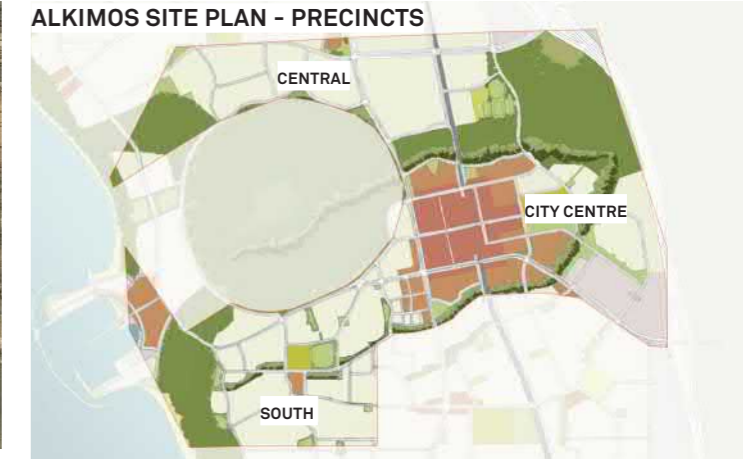 ALKIMOS SITE PLAN - PRECINCTS
CENTRAL
CITY CENTRE
SOUTH